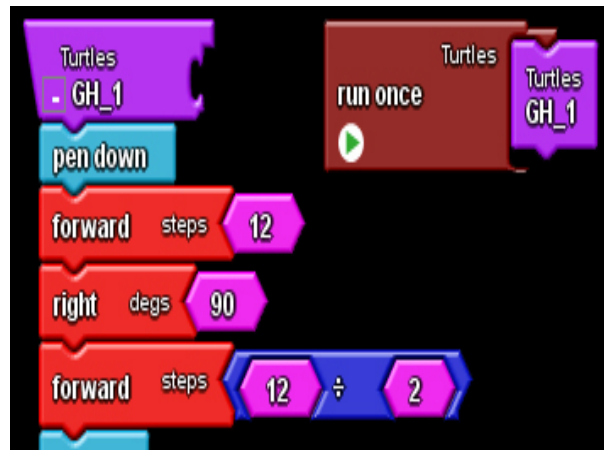 Turtles
- GH_1
pen down
forward steps 12
right degs 90
forward steps 12 ÷ 2
Turtles
run once
Turtles
GH_1